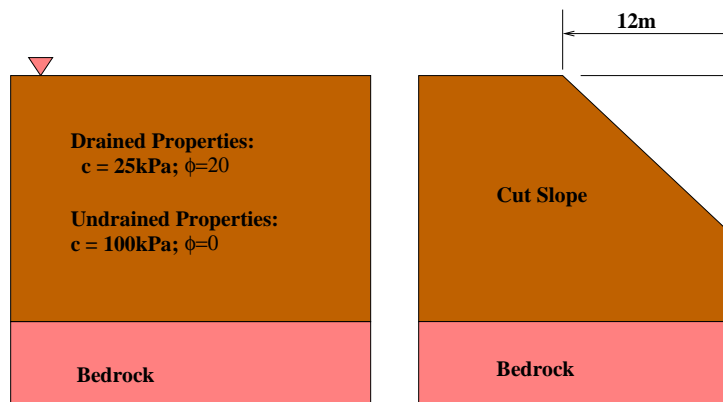 12m
Drained Properties:
c = 25kPa; ϕ=20
Undrained Properties:
c = 100kPa; ϕ=0
Cut Slope
Bedrock
Bedrock